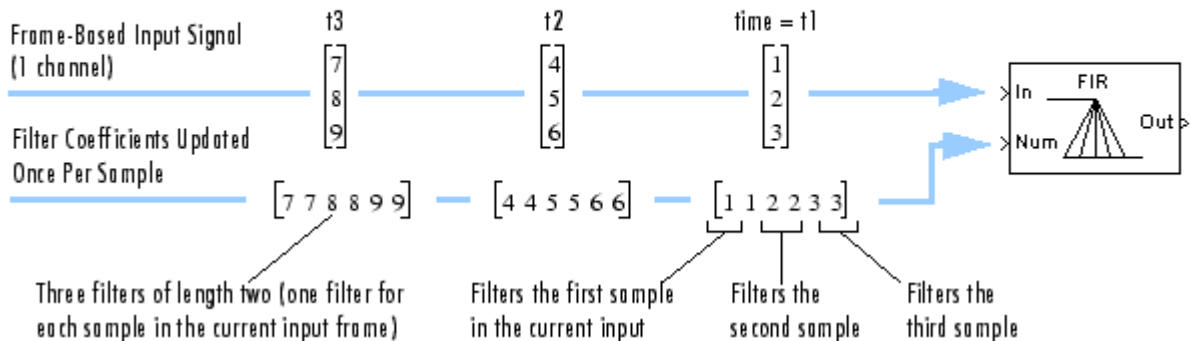 t3 t2 time = t1
Frame-Based Input Signal
(1 channel)
7 4 1
8 5 2
9 6 3
FIR
In
Out
Num
Filter Coefficients Updated
Once Per Sample
[7 7 8 8 9 9] [4 4 5 5 6 6] [1 1 2 2 3 3]
Three filters of length two (one filter for
each sample in the current input frame)
Filters the first sample
in the current input
Filters the
second sample
Filters the
third sample